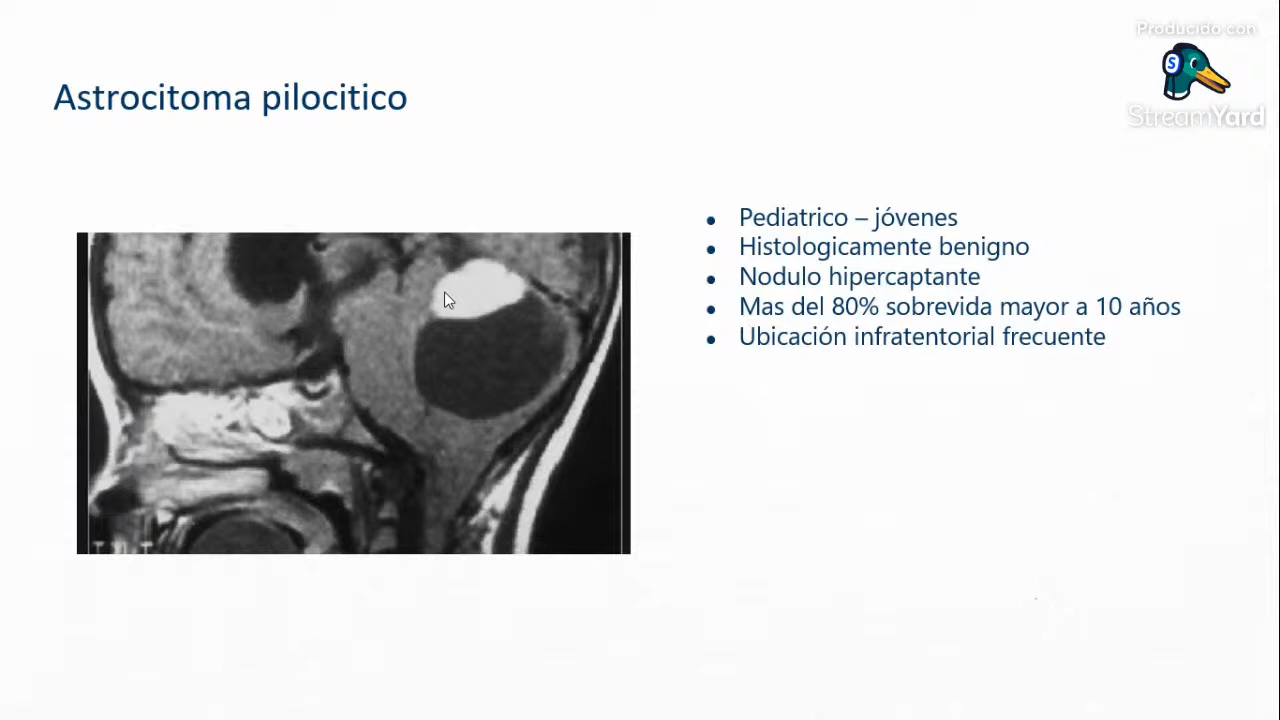 Producido con
S
StreamYard
Astrocitoma pilocitico
● Pediatrico – jóvenes
● Histologicamente benigno
● Nodulo hipercaptante
● Mas del 80% sobrevida mayor a 10 años
● Ubicación infratentorial frecuente